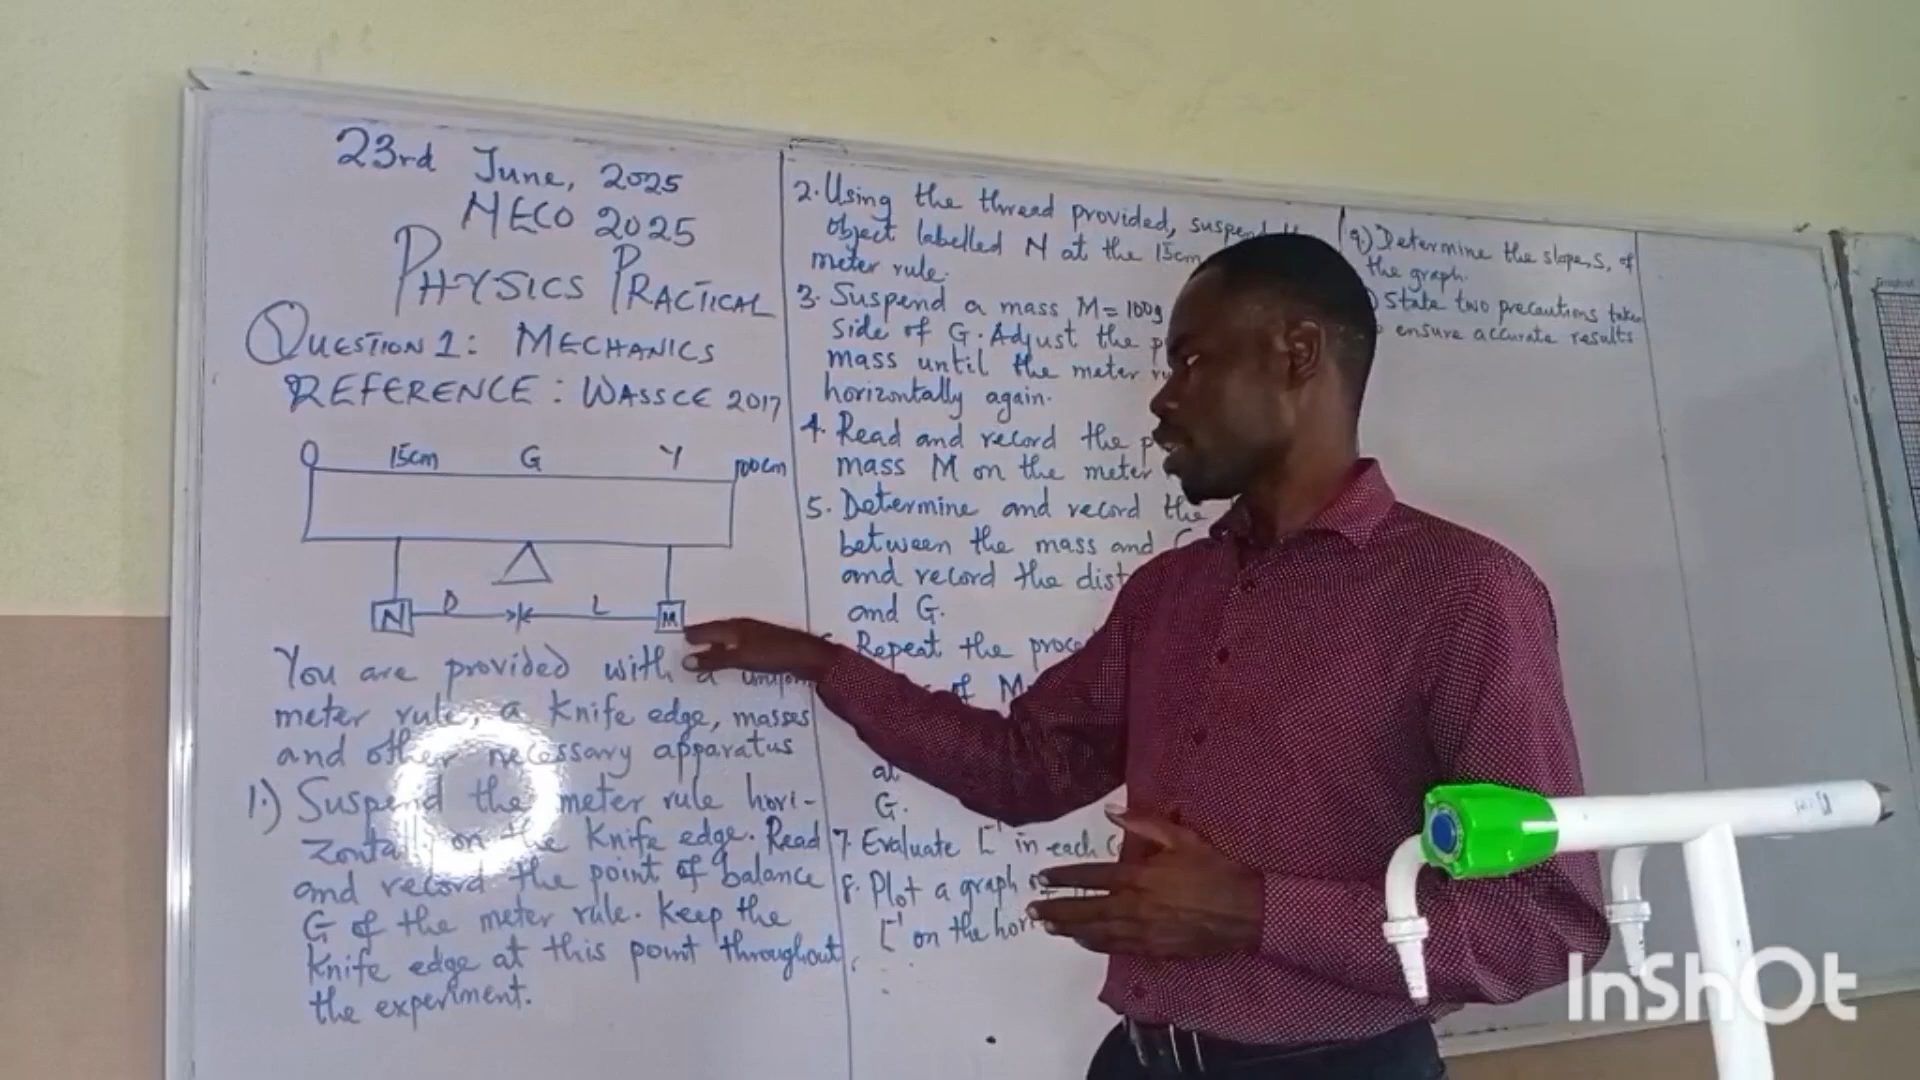 23rd June, 2025
NECO 2025
PHYSICS PRACTICAL
QUESTION 1: MECHANICS
REFERENCE: WASSCE 2017
0 15cm G Y 100cm
N D L M
You are provided with a uniform
meter rule, a Knife edge, masses
and other necessary apparatus
1.) Suspend the meter rule hori-
zontally on the Knife edge. Read
and record the point of balance
G of the meter rule. Keep the
Knife edge at this point throughout
the experiment.
2. Using the thread provided, suspend
object labelled N at the 15cm
meter rule.
3. Suspend a mass M = 100g
side of G. Adjust the
mass until the meter
horizontally again.
4. Read and record the
mass M on the meter
5. Determine and record the
between the mass and
and record the dist
and G.
Repeat the proce
of M
at
G.
7. Evaluate L⁻¹ in each
8. Plot a graph
L⁻¹ on the hor
9.) Determine the slope, S, of
the graph.
State two precautions taken
ensure accurate results
InShOt